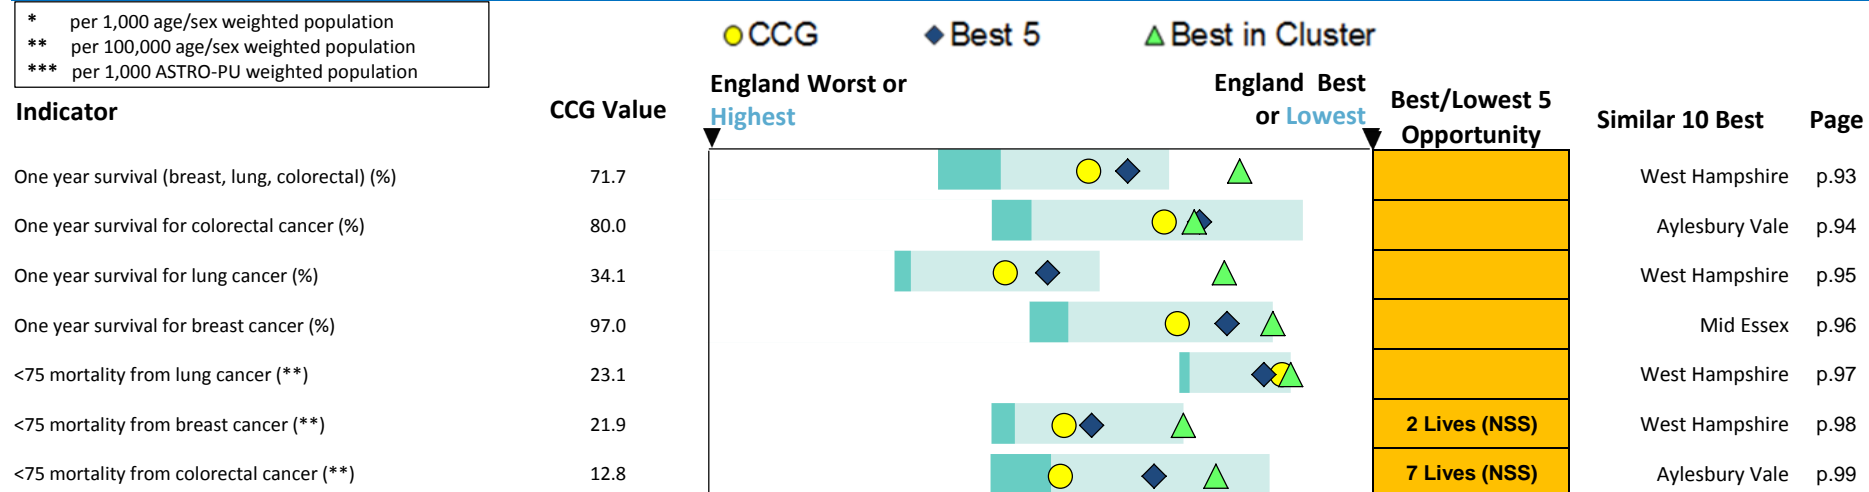 * per 1,000 age/sex weighted population
** per 100,000 age/sex weighted population
*** per 1,000 ASTRO-PU weighted population
CCG Best 5 Best in Cluster
Indicator CCG Value England Worst or Highest England Best or Lowest Best/Lowest 5 Opportunity Similar 10 Best Page
One year survival (breast, lung, colorectal) (%) 71.7 West Hampshire p.93
One year survival for colorectal cancer (%) 80.0 Aylesbury Vale p.94
One year survival for lung cancer (%) 34.1 West Hampshire p.95
One year survival for breast cancer (%) 97.0 Mid Essex p.96
<75 mortality from lung cancer (**) 23.1 West Hampshire p.97
<75 mortality from breast cancer (**) 21.9 2 Lives (NSS) West Hampshire p.98
<75 mortality from colorectal cancer (**) 12.8 7 Lives (NSS) Aylesbury Vale p.99